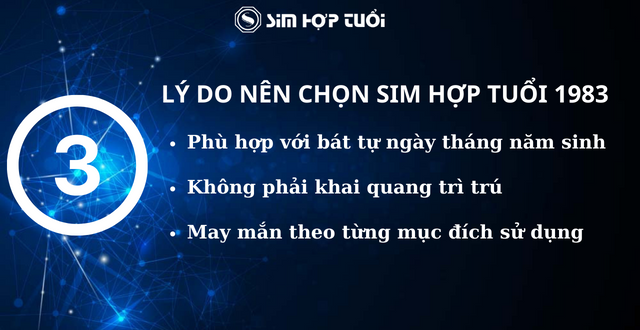 SIM HỢP TUỔI
3
LÝ DO NÊN CHỌN SIM HỢP TUỔI 1983
• Phù hợp với bát tự ngày tháng năm sinh
• Không phải khai quang trì trú
• May mắn theo từng mục đích sử dụng